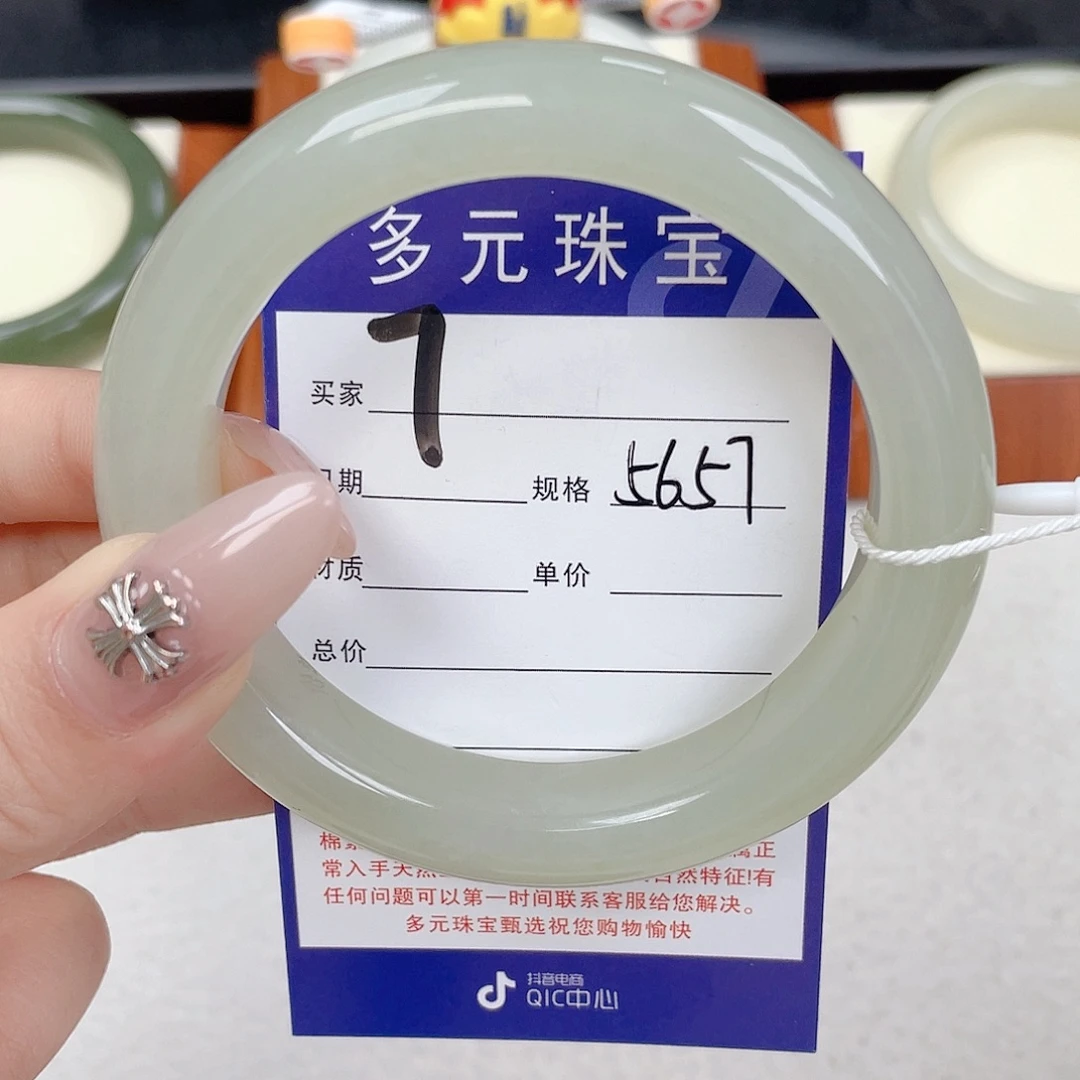 多元珠宝
买家 7
期 规格 5657
材质 单价
总价
棉
常入手天然 自然特征!有
任何问题可以第一时间联系客服给您解决。
多元珠宝甄选祝您购物愉快
抖音电商
QIC中心